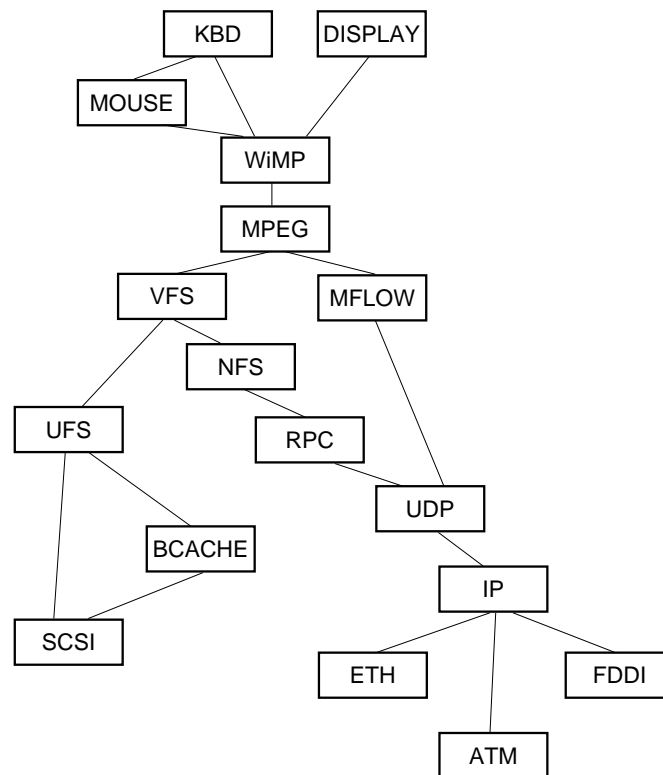 KBD
DISPLAY
MOUSE
WiMP
MPEG
VFS
MFLOW
NFS
UFS
RPC
UDP
BCACHE
IP
SCSI
ETH
FDDI
ATM